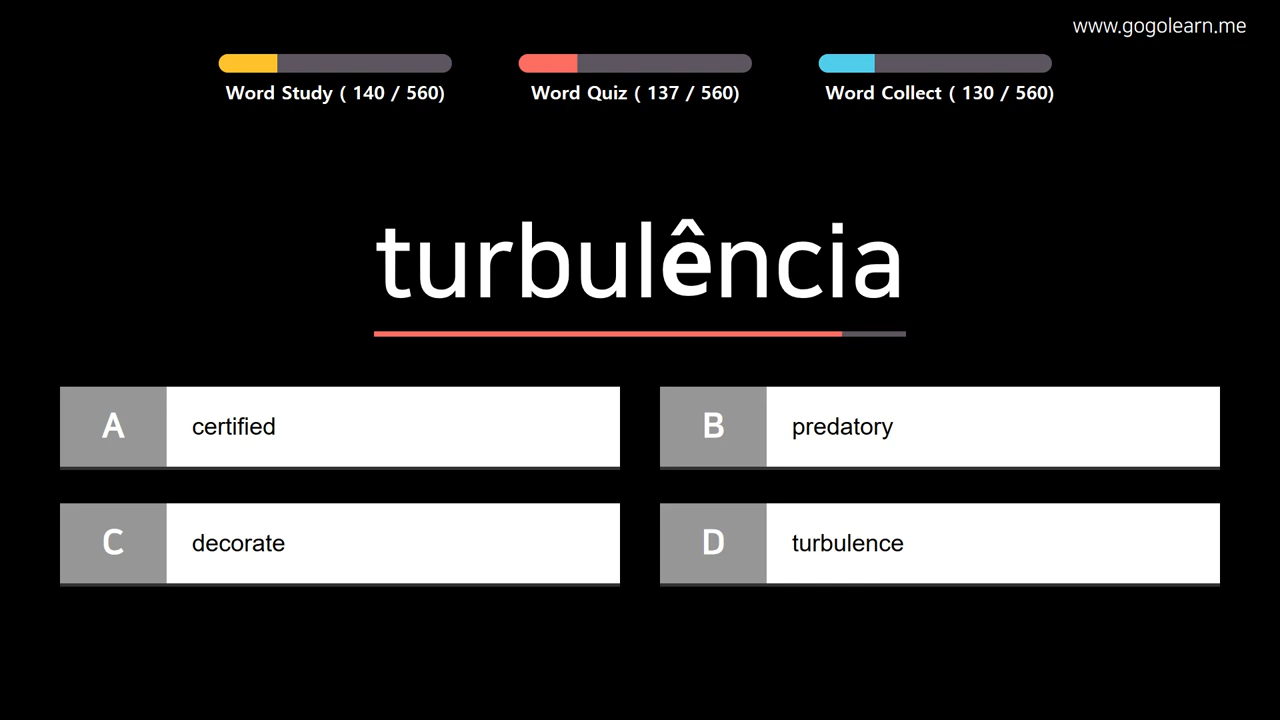 www.gogolearn.me
Word Study ( 140 / 560)
Word Quiz ( 137 / 560)
Word Collect ( 130 / 560)
turbulência
A certified
B predatory
C decorate
D turbulence